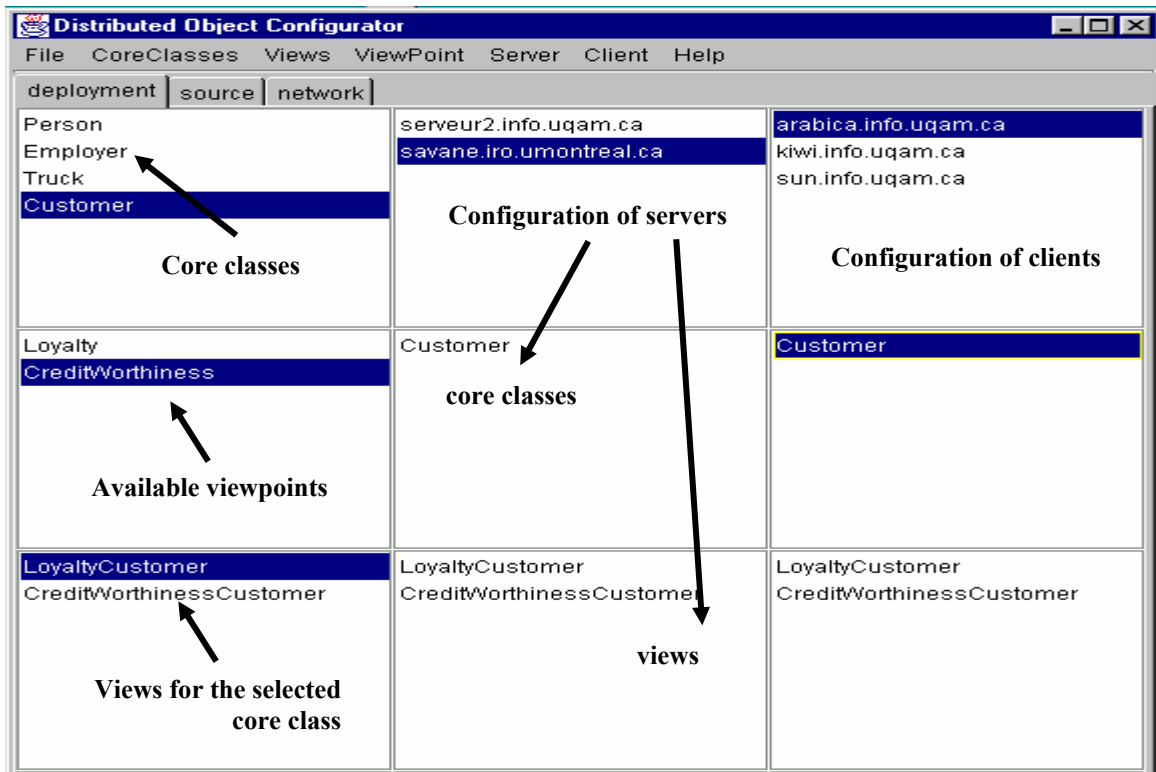 Distributed Object Configurator
File CoreClasses Views ViewPoint Server Client Help
deployment source network
Person
Employer
Truck
Customer
Core classes
serveur2.info.uqam.ca
savane.iro.umontreal.ca
Configuration of servers
arabica.info.uqam.ca
kiwi.info.uqam.ca
sun.info.uqam.ca
Configuration of clients
Loyalty
CreditWorthiness
Available viewpoints
Customer
core classes
Customer
LoyaltyCustomer
CreditWorthinessCustomer
Views for the selected
core class
LoyaltyCustomer
CreditWorthinessCustomer
views
LoyaltyCustomer
CreditWorthinessCustomer